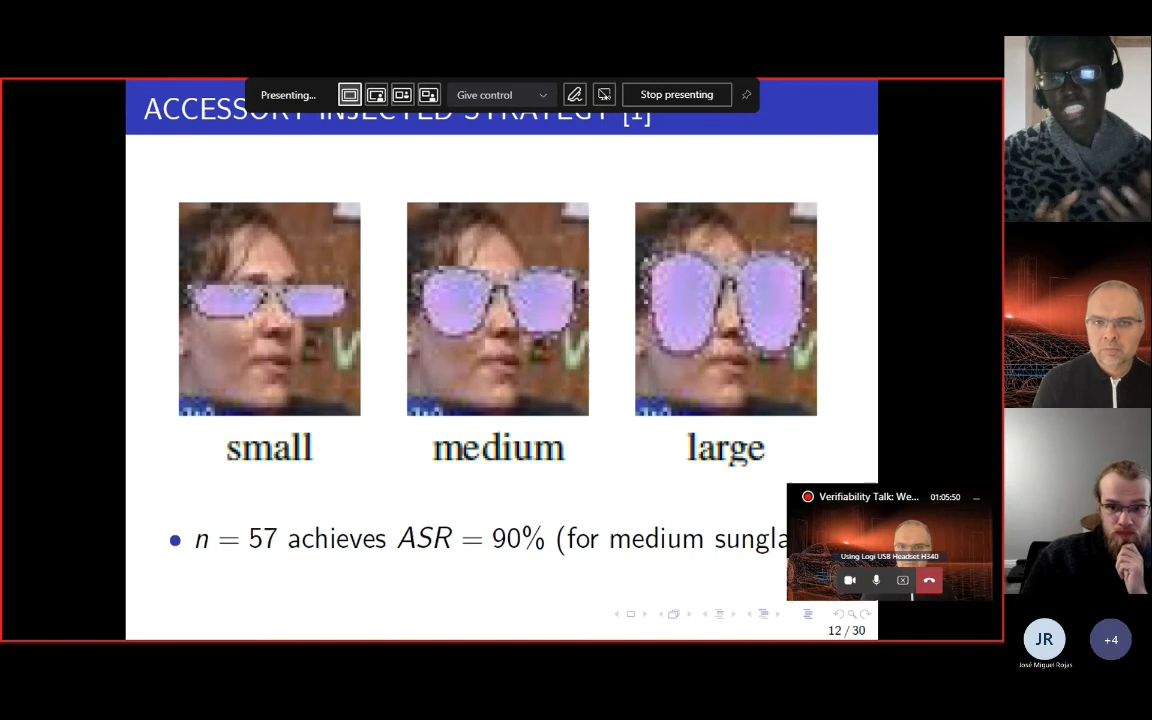 Presenting...
Give control
Stop presenting
ACCESSORY INJECTED STRATEGY [1]
small
medium
large
n = 57 achieves ASR = 90% (for medium sungla
Verifiability Talk: We...
01:05:50
Using Logi USB Headset H340
12 / 30
JR
+4
José Miguel Rojas